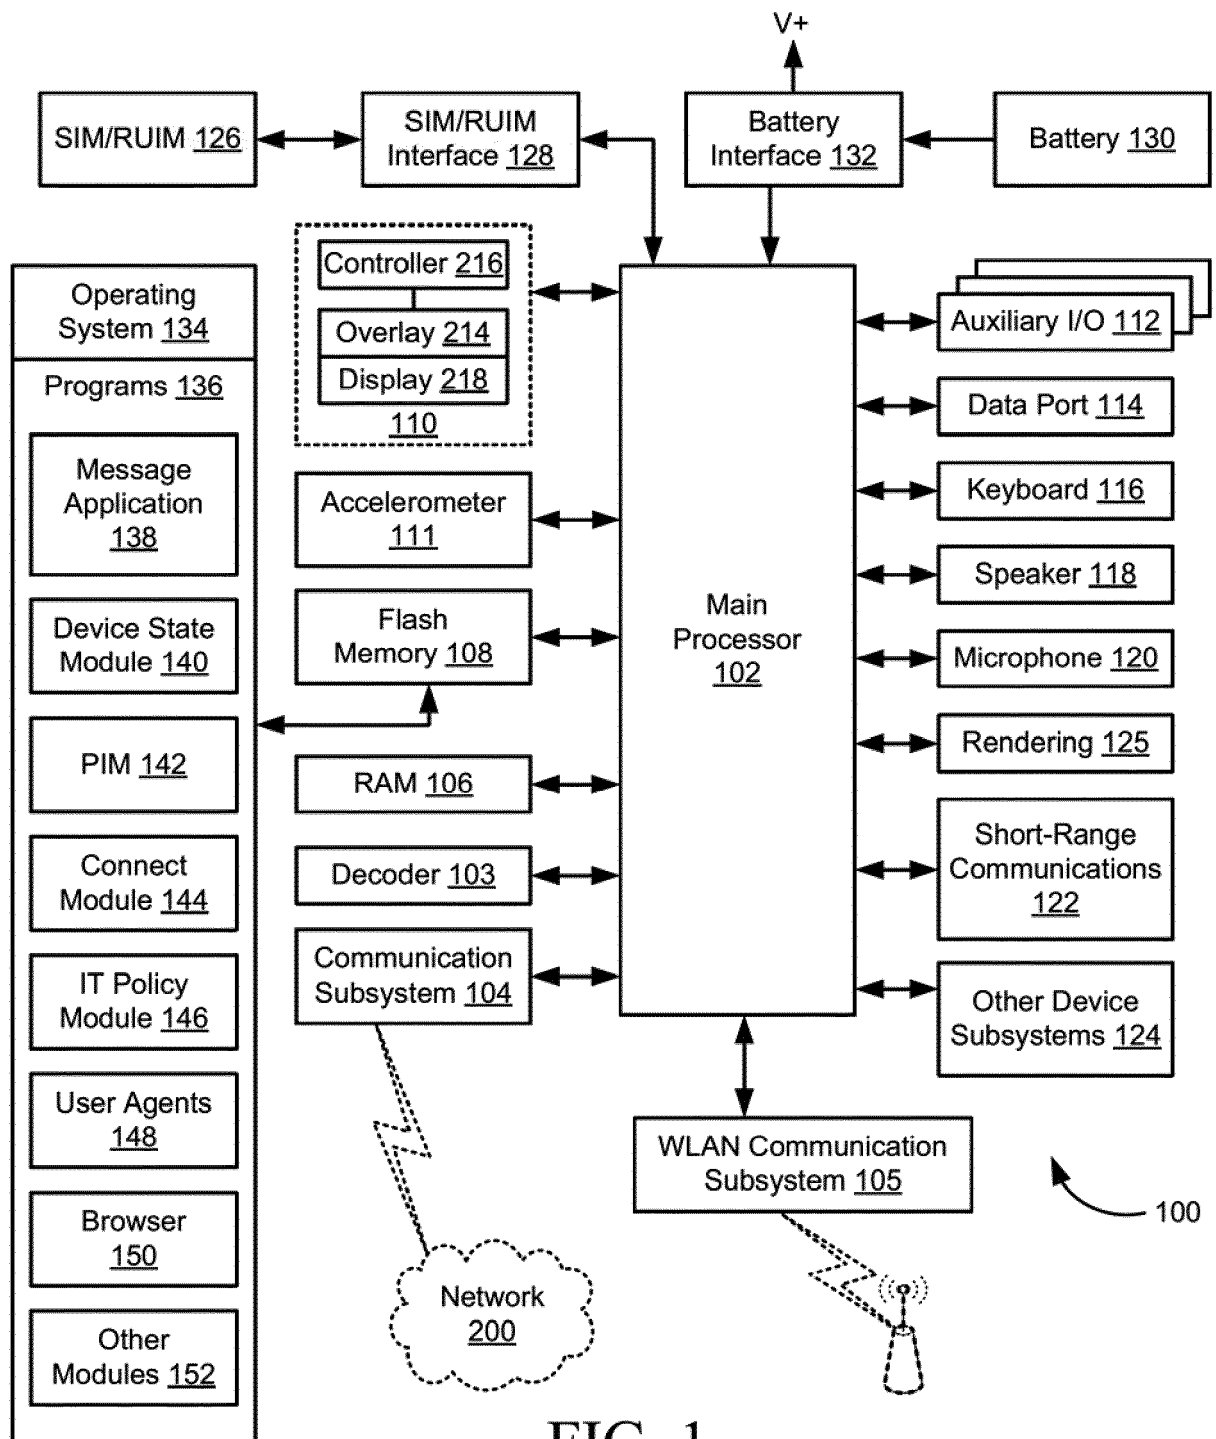 V+
SIM/RUIM 126
SIM/RUIM
Interface 128
Battery
Interface 132
Battery 130
Operating
System 134
Programs 136
Message
Application
138
Device State
Module 140
PIM 142
Connect
Module 144
IT Policy
Module 146
User Agents
148
Browser
150
Other
Modules 152
Controller 216
Overlay 214
Display 218
110
Accelerometer
111
Flash
Memory 108
RAM 106
Decoder 103
Communication
Subsystem 104
Network
200
Main
Processor
102
WLAN Communication
Subsystem 105
Auxiliary I/O 112
Data Port 114
Keyboard 116
Speaker 118
Microphone 120
Rendering 125
Short-Range
Communications
122
Other Device
Subsystems 124
100
FIG. 1